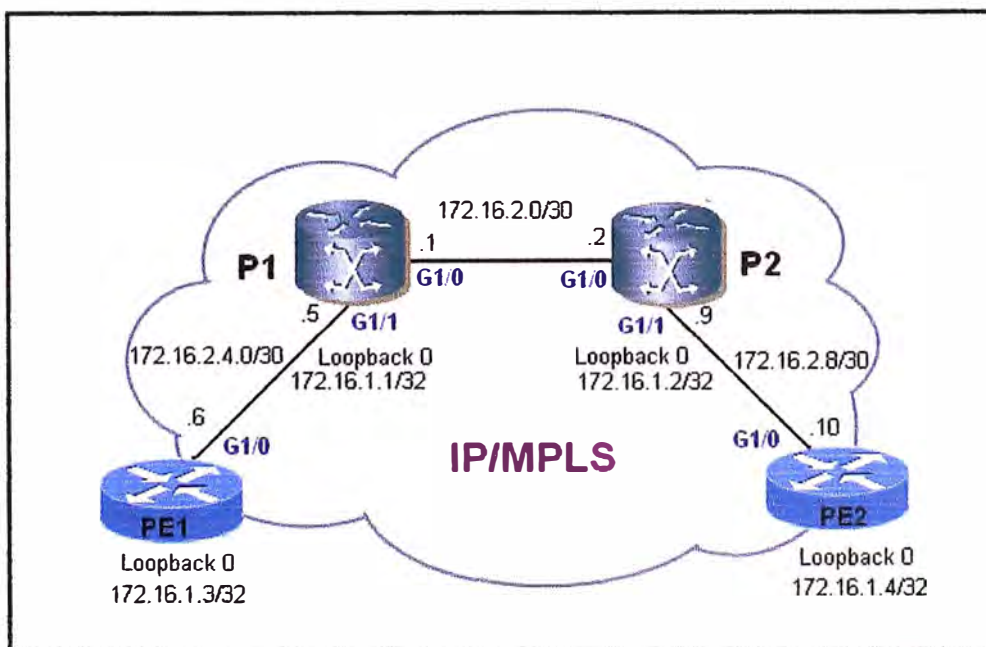 172.16.2.0/30
P1
.1
.2
P2
G1/0
G1/0
.5
G1/1
G1/1
.9
172.16.2.4.0/30
Loopback 0
172.16.1.1/32
Loopback 0
172.16.1.2/32
172.16.2.8/30
.6
G1/0
IP/MPLS
G1/0
.10
PE1
PE2
Loopback 0
172.16.1.3/32
Loopback 0
172.16.1.4/32